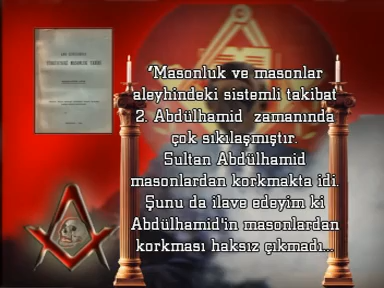 "Masonluk ve masonlar
aleyhindeki sistemli takibat
2. Abdülhamid zamanında
çok sıkılaşmıştır.
Sultan Abdülhamid
masonlardan korkmakta idi.
Şunu da ilave edeyim ki
Abdülhamid'in masonlardan
korkması haksız çıkmadı...